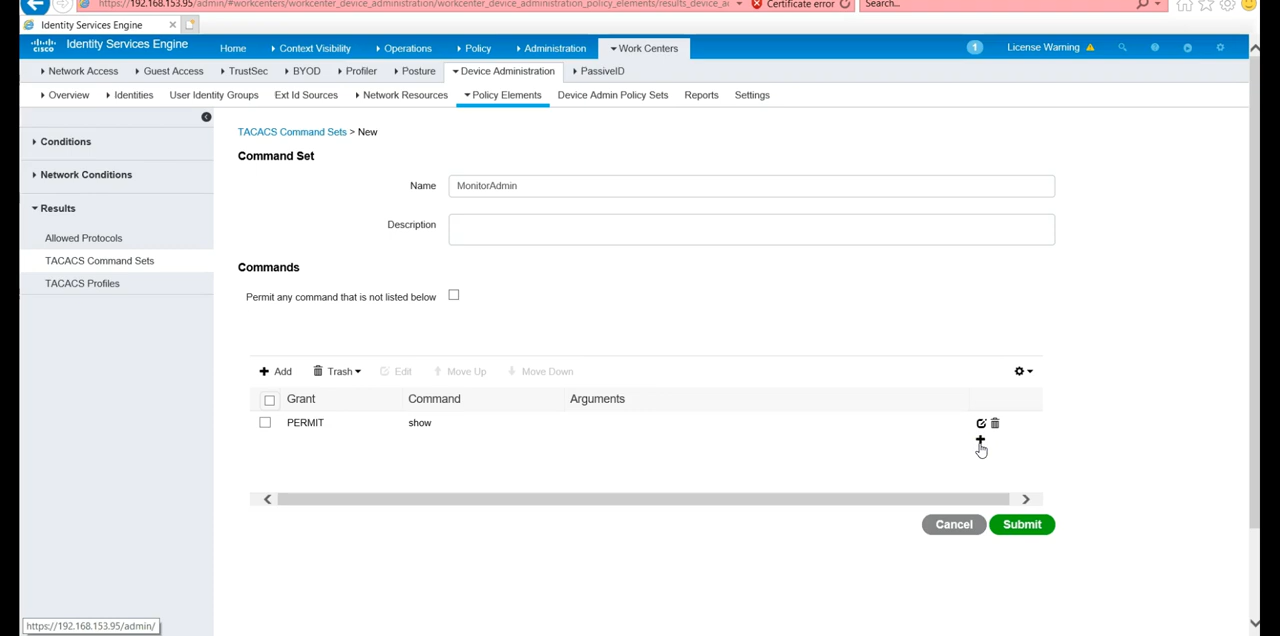 https://192.168.153.95/admin/#workcenters/workcenter_device_administration/workcenter_device_administration_policy_elements/results_device_ac Certificate error Search...
Identity Services Engine
cisco Identity Services Engine Home Context Visibility Operations Policy Administration Work Centers 1 License Warning
Network Access Guest Access TrustSec BYOD Profiler Posture Device Administration PassiveID
Overview Identities User Identity Groups Ext Id Sources Network Resources Policy Elements Device Admin Policy Sets Reports Settings
Conditions
Network Conditions
Results
Allowed Protocols
TACACS Command Sets
TACACS Profiles
TACACS Command Sets > New
Command Set
Name MonitorAdmin
Description
Commands
Permit any command that is not listed below
Add Trash Edit Move Up Move Down
Grant Command Arguments
PERMIT show
Cancel Submit
https://192.168.153.95/admin/